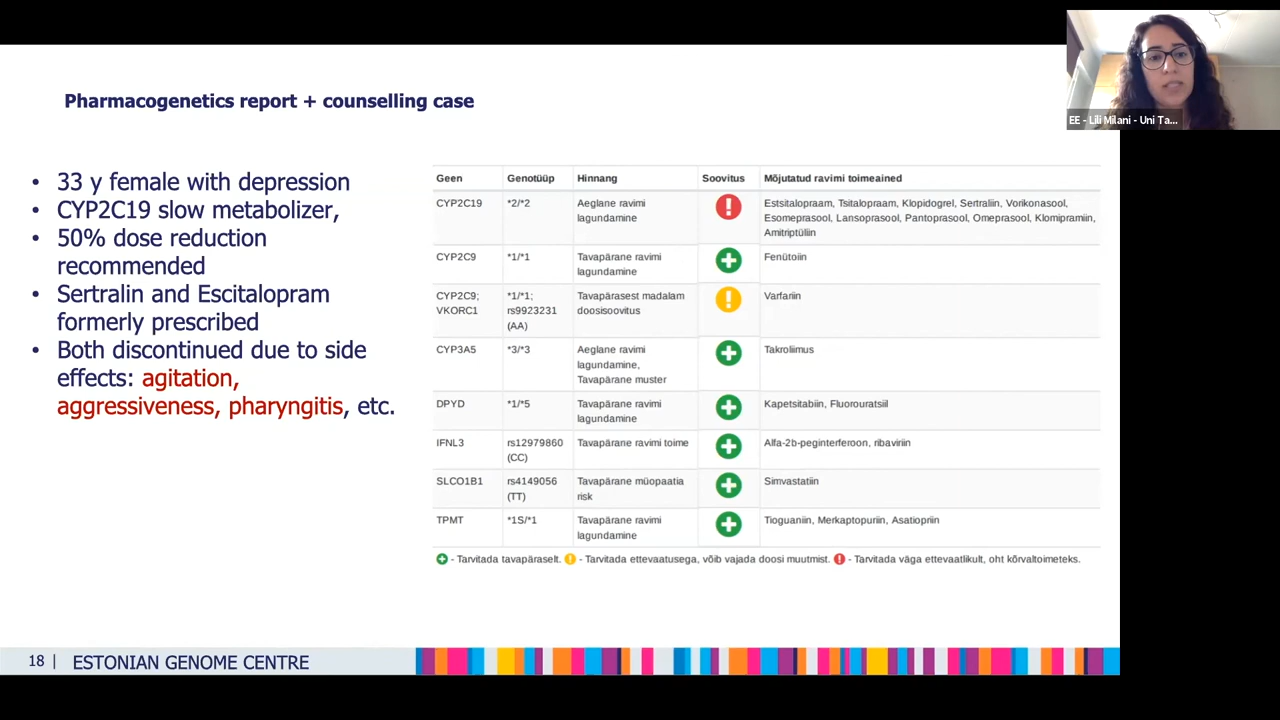 EE - Lili Milani - Uni Ta...
Pharmacogenetics report + counselling case
• 33 y female with depression
• CYP2C19 slow metabolizer,
• 50% dose reduction
recommended
• Sertralin and Escitalopram
formerly prescribed
• Both discontinued due to side
effects: agitation,
aggressiveness, pharyngitis, etc.
Geen Genotüüp Hinnang Soovitus Mõjutatud ravimi toimeained
CYP2C19 *2/*2 Aeglane ravimi Estsitalopraam, Tsitalopraam, Klopidogrel, Sertraliin, Vorikonasool,
lagundamine Esomeprasool, Lansoprasool, Pantoprasool, Omeprasool, Klomipramiin,
Amitriptüliin
CYP2C9 *1/*1 Tavapärane ravimi Fenütoiin
lagundamine
CYP2C9; *1/*1; Tavapärasest madalam Varfariin
VKORC1 rs9923231 doosisoovitus
(AA)
CYP3A5 *3/*3 Aeglane ravimi Takroliimus
lagundamine,
Tavapärane muster
DPYD *1/*5 Tavapärane ravimi Kapetsitabiin, Fluorouratsiil
lagundamine
IFNL3 rs12979860 Tavapärane ravimi toime Alfa-2b-peginterferoon, ribaviriin
(CC)
SLCO1B1 rs4149056 Tavapärane müopaatia Simvastatiin
(TT) risk
TPMT *1S/*1 Tavapärane ravimi Tioguaniin, Merkaptopuriin, Asatiopriin
lagundamine
- Tarvitada tavapäraselt. - Tarvitada ettevaatusega, võib vajada doosi muutmist. - Tarvitada väga ettevaatlikult, oht kõrvaltoimeteks.
18 | ESTONIAN GENOME CENTRE